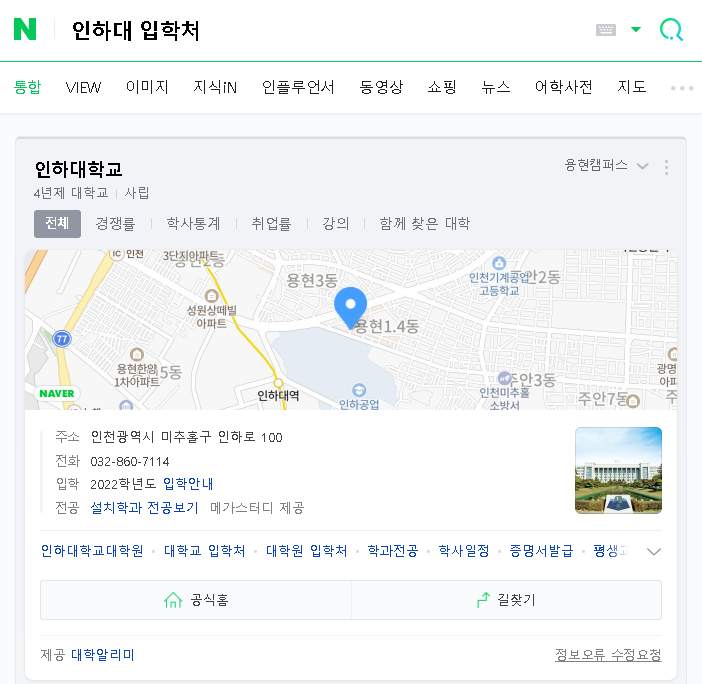 N 인하대 입학처
통합 VIEW 이미지 지식iN 인플루언서 동영상 쇼핑 뉴스 어학사전 지도
인하대학교 용현캠퍼스
4년제 대학교 사립
전체 경쟁률 학사통계 취업률 강의 함께 찾은 대학
IC 인천
3단지아파트
용현3동
인천기계공업
고등학교
성원상떼빌
아파트
용현1.4동
77
용현한양
1차아파트
인하대역
인하공업
인천미추홀
소방서
주안3동
주안7동
NAVER
주소 인천광역시 미추홀구 인하로 100
전화 032-860-7114
입학 2022학년도 입학안내
전공 설치학과 전공보기 메가스터디 제공
인하대학교대학원 · 대학교 입학처 · 대학원 입학처 · 학과전공 · 학사일정 · 증명서발급 · 평생
공식홈 길찾기
제공 대학알리미 정보오류 수정요청